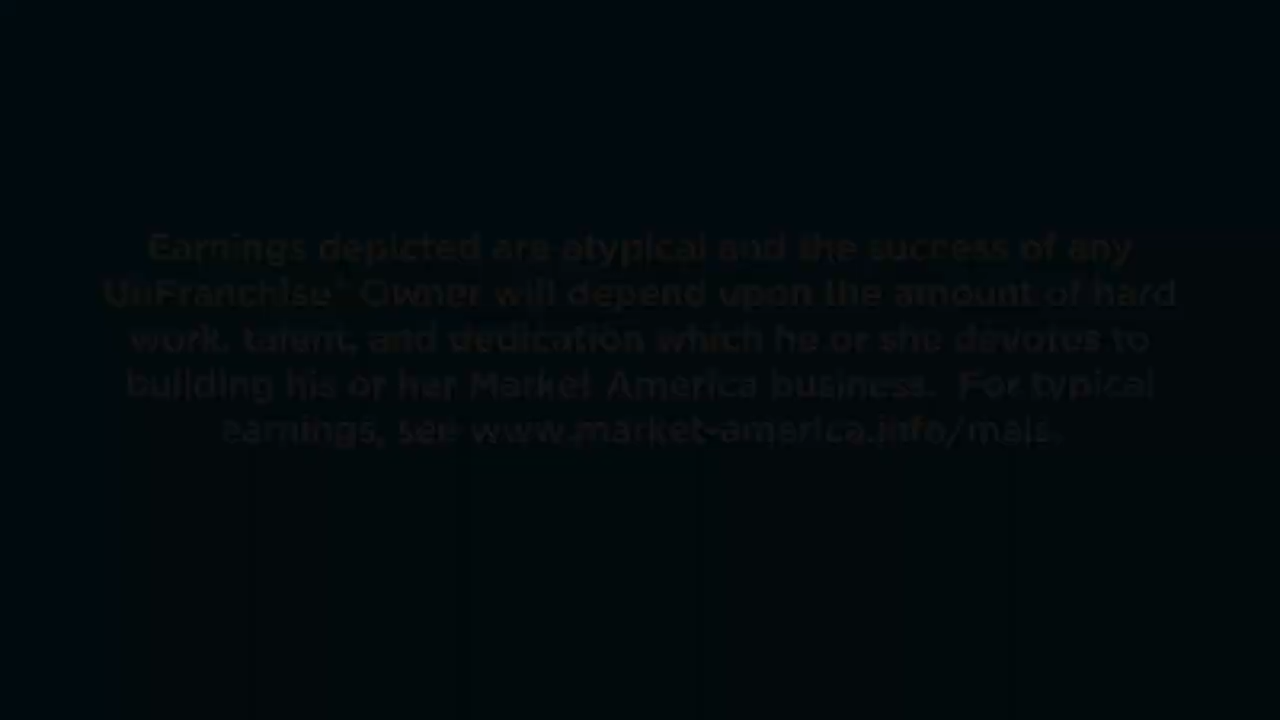 Earnings depicted are atypical and the success of any
UnFranchise® Owner will depend upon the amount of hard
work, talent, and dedication which he or she devotes to
building his or her Market America business. For typical
earnings, see www.market-america.info/mais.